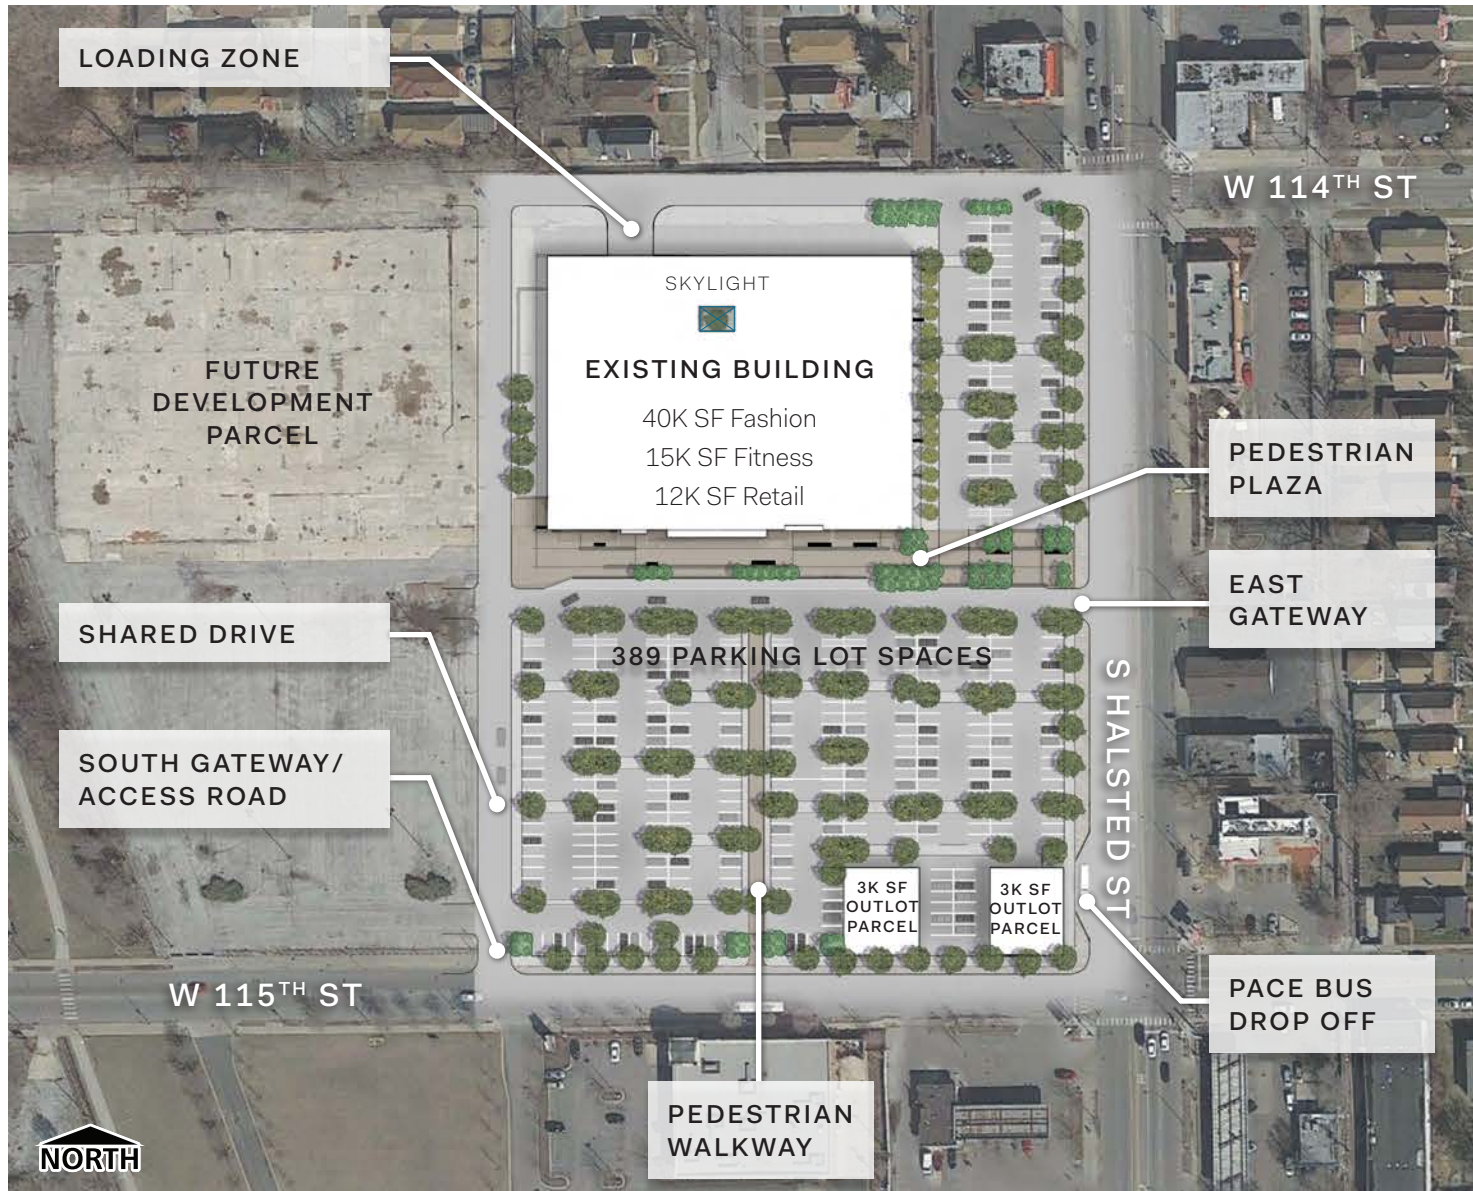 LOADING ZONE
W 114TH ST
SKYLIGHT
EXISTING BUILDING
40K SF Fashion
15K SF Fitness
12K SF Retail
FUTURE
DEVELOPMENT
PARCEL
PEDESTRIAN
PLAZA
EAST
GATEWAY
SHARED DRIVE
389 PARKING LOT SPACES
S HALSTED ST
SOUTH GATEWAY/
ACCESS ROAD
3K SF
OUTLOT
PARCEL
3K SF
OUTLOT
PARCEL
W 115TH ST
PACE BUS
DROP OFF
PEDESTRIAN
WALKWAY
NORTH